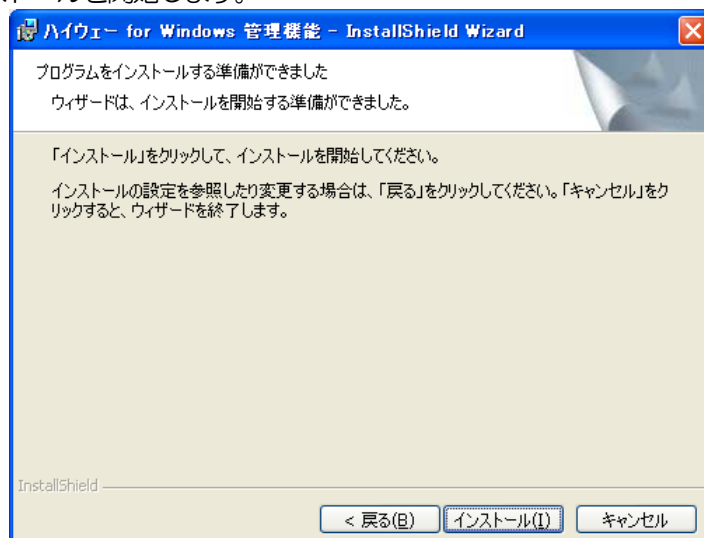 ハイウェー for Windows 管理機能 - InstallShield Wizard
プログラムをインストールする準備ができました
ウィザードは、インストールを開始する準備ができました。
「インストール」をクリックして、インストールを開始してください。
インストールの設定を参照したり変更する場合は、「戻る」をクリックしてください。「キャンセル」をク
リックすると、ウィザードを終了します。
InstallShield
< 戻る(B) インストール(I) キャンセル